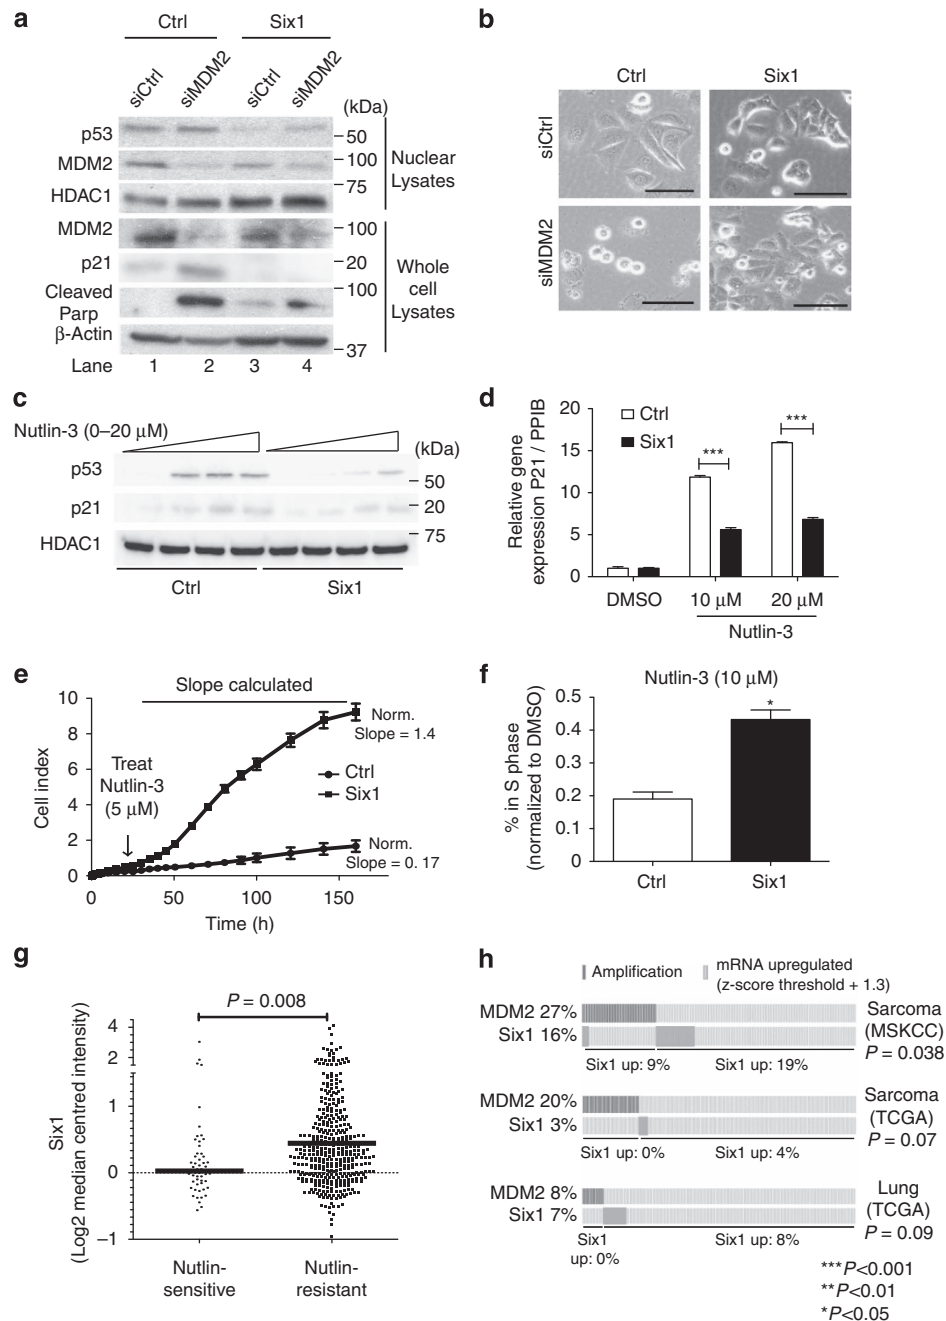 a
Ctrl Six1
siCtrl siMDM2 siCtrl siMDM2
(kDa)
p53
50
MDM2
100
HDAC1
75
Nuclear
Lysates
MDM2
100
p21
20
Cleaved
Parp
100
β-Actin
37
Whole
cell
Lysates
Lane 1 2 3 4
b
Ctrl Six1
siCtrl
siMDM2
c
Nutlin-3 (0–20 μM)
(kDa)
p53
50
p21
20
HDAC1
75
Ctrl Six1
d
Relative gene
expression P21 / PPIB
20
15
10
5
0
Ctrl
Six1
***
***
DMSO 10 μM 20 μM
Nutlin-3
e
Slope calculated
Cell index
10
8
6
4
2
0
Treat
Nutlin-3
(5 μM)
Norm.
Slope = 1.4
Ctrl
Six1
Norm.
Slope = 0. 17
0 50 100 150
Time (h)
f
Nutlin-3 (10 μM)
% in S phase
(normalized to DMSO)
0.5
0.4
0.3
0.2
0.1
0
*
Ctrl Six1
g
P = 0.008
Six1
(Log2 median centred intensity)
4
2
1
0
–1
Nutlin-
sensitive
Nutlin-
resistant
h
Amplification
mRNA upregulated
(z-score threshold + 1.3)
MDM2 27%
Six1 16%
Six1 up: 9% Six1 up: 19%
Sarcoma
(MSKCC)
P = 0.038
MDM2 20%
Six1 3%
Six1 up: 0% Six1 up: 4%
Sarcoma
(TCGA)
P = 0.07
MDM2 8%
Six1 7%
Six1
up: 0%
Six1 up: 8%
Lung
(TCGA)
P = 0.09
***P<0.001
**P<0.01
*P<0.05